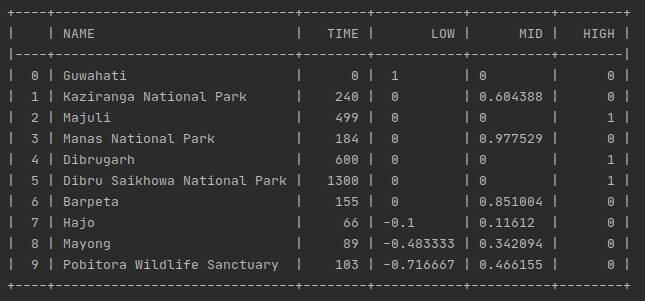 +----+------------------------------+--------+-----------+----------+--------+
|    | NAME                         |   TIME |       LOW |      MID |   HIGH |
|----+------------------------------+--------+-----------+----------+--------|
|  0 | Guwahati                     |      0 |  1        | 0        |      0 |
|  1 | Kaziranga National Park      |    240 |  0        | 0.604388 |      0 |
|  2 | Majuli                       |    499 |  0        | 0        |      1 |
|  3 | Manas National Park          |    184 |  0        | 0.977529 |      0 |
|  4 | Dibrugarh                    |    600 |  0        | 0        |      1 |
|  5 | Dibru Saikhowa National Park |   1300 |  0        | 0        |      1 |
|  6 | Barpeta                      |    155 |  0        | 0.851004 |      0 |
|  7 | Hajo                         |     66 | -0.1      | 0.11612  |      0 |
|  8 | Mayong                       |     89 | -0.483333 | 0.342094 |      0 |
|  9 | Pobitora Wildlife Sanctuary  |    103 | -0.716667 | 0.466155 |      0 |
+----+------------------------------+--------+-----------+----------+--------+